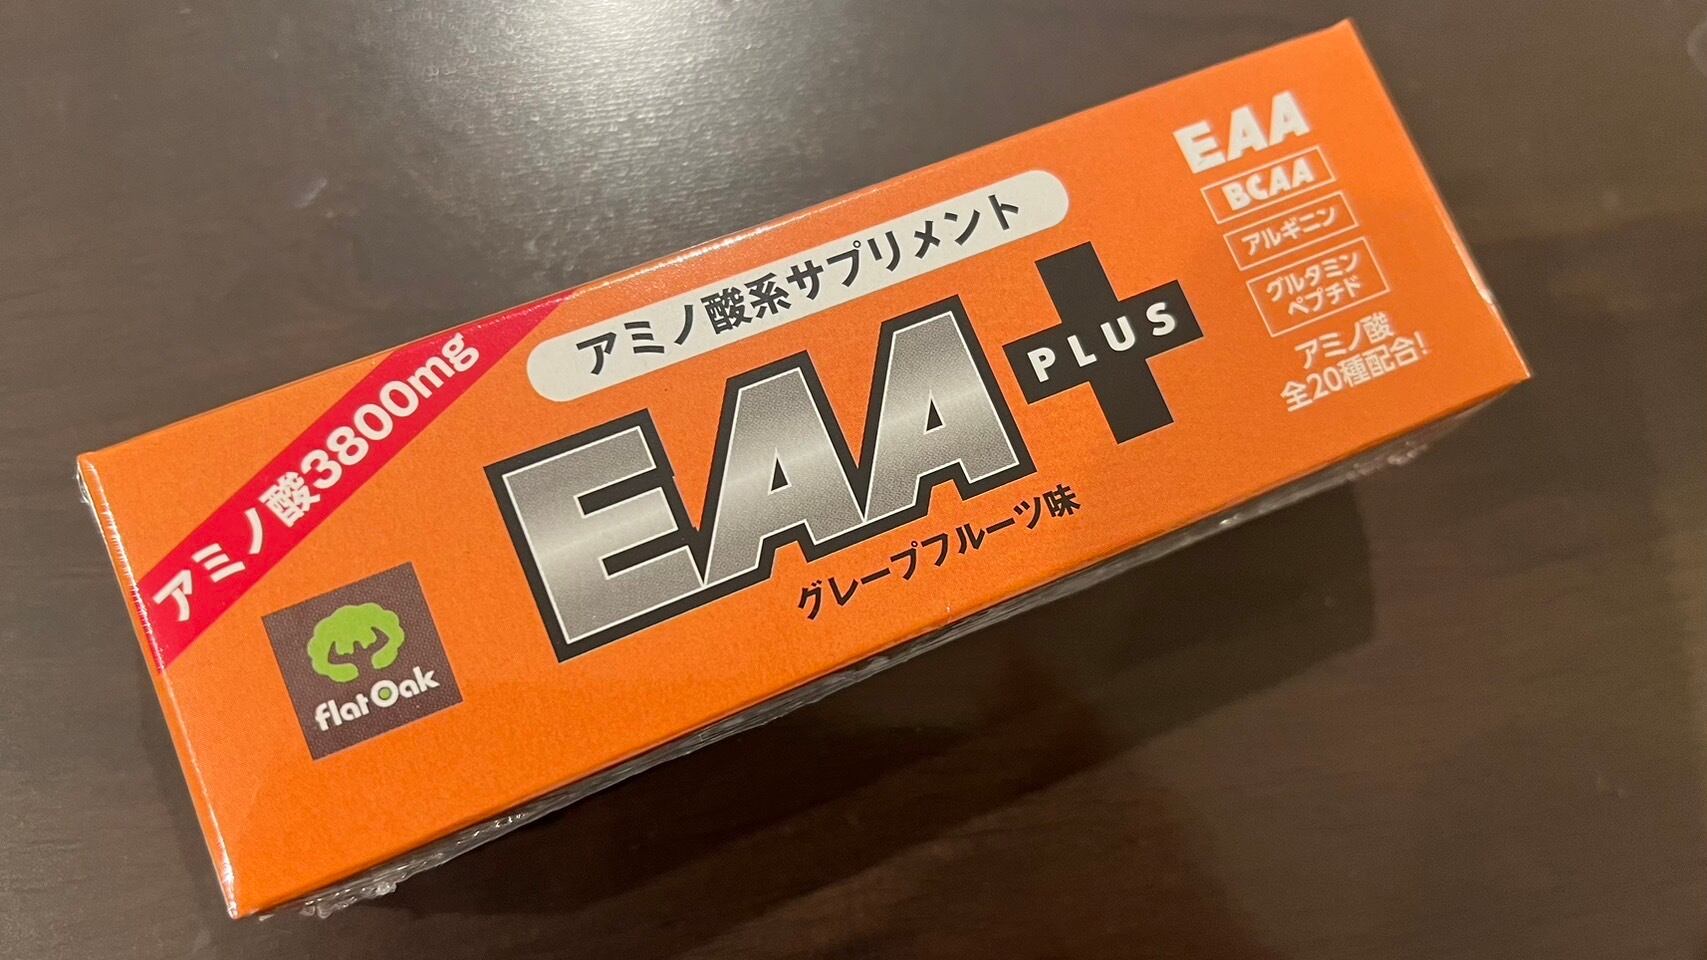 アミノ酸3800mg
アミノ酸系サプリメント
EAA
PLUS
グレープフルーツ味
flatOak
EAA
BCAA
アルギニン
グルタミン
ペプチド
アミノ酸
全20種配合!